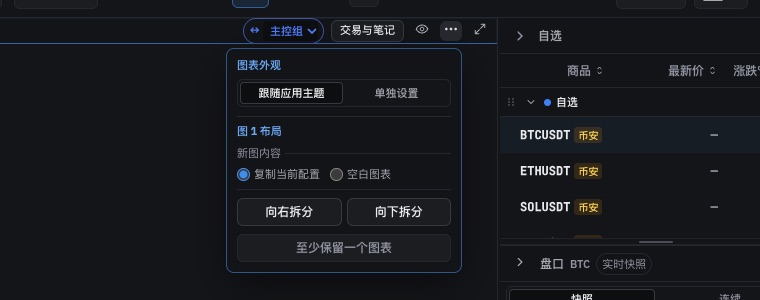 主控组 交易与笔记 自选
图表外观
商品 最新价 涨跌%
跟随应用主题 单独设置
自选
图 1 布局
BTCUSDT 币安 —
新图内容
ETHUSDT 币安 —
复制当前配置 空白图表
SOLUSDT 币安 —
向右拆分 向下拆分
至少保留一个图表
盘口 BTC 实时快照
快照 连续